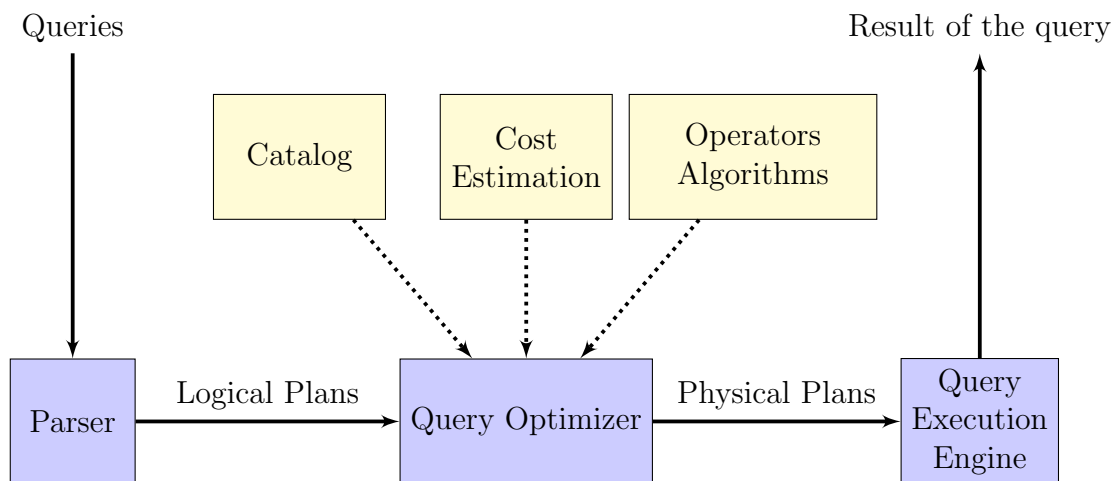 Queries
Result of the query
Catalog
Cost
Estimation
Operators
Algorithms
Parser
Logical Plans
Query Optimizer
Physical Plans
Query
Execution
Engine